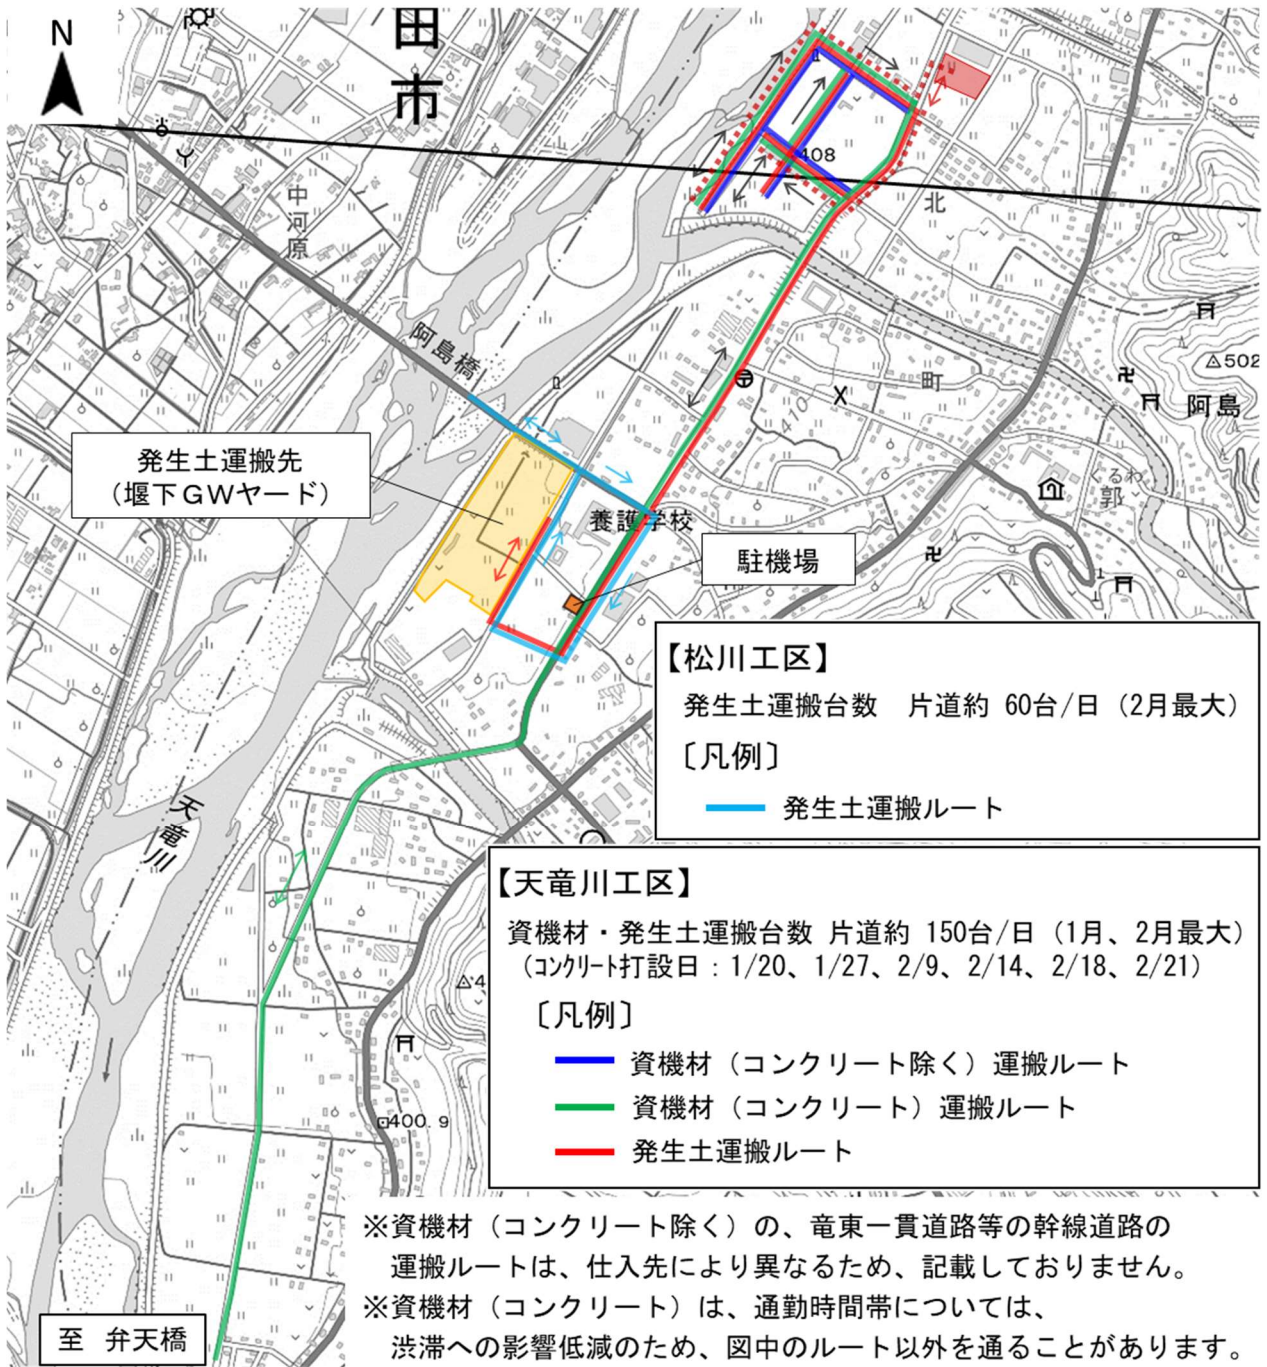 N
田
市
中
河
原
阿島橋
408
北
町
410
502
阿島
くるわ
郭
発生土運搬先
(堰下GWヤード)
養護学校
駐機場
天
竜
川
【松川工区】
発生土運搬台数 片道約 60台/日(2月最大)
〔凡例〕
発生土運搬ルート
【天竜川工区】
資機材・発生土運搬台数 片道約 150台/日(1月、2月最大)
(コンクリート打設日:1/20、1/27、2/9、2/14、2/18、2/21)
〔凡例〕
資機材(コンクリート除く)運搬ルート
資機材(コンクリート)運搬ルート
発生土運搬ルート
400.9
※資機材(コンクリート除く)の、竜東一貫道路等の幹線道路の
運搬ルートは、仕入先により異なるため、記載しておりません。
※資機材(コンクリート)は、通勤時間帯については、
渋滞への影響低減のため、図中のルート以外を通ることがあります。
至 弁天橋